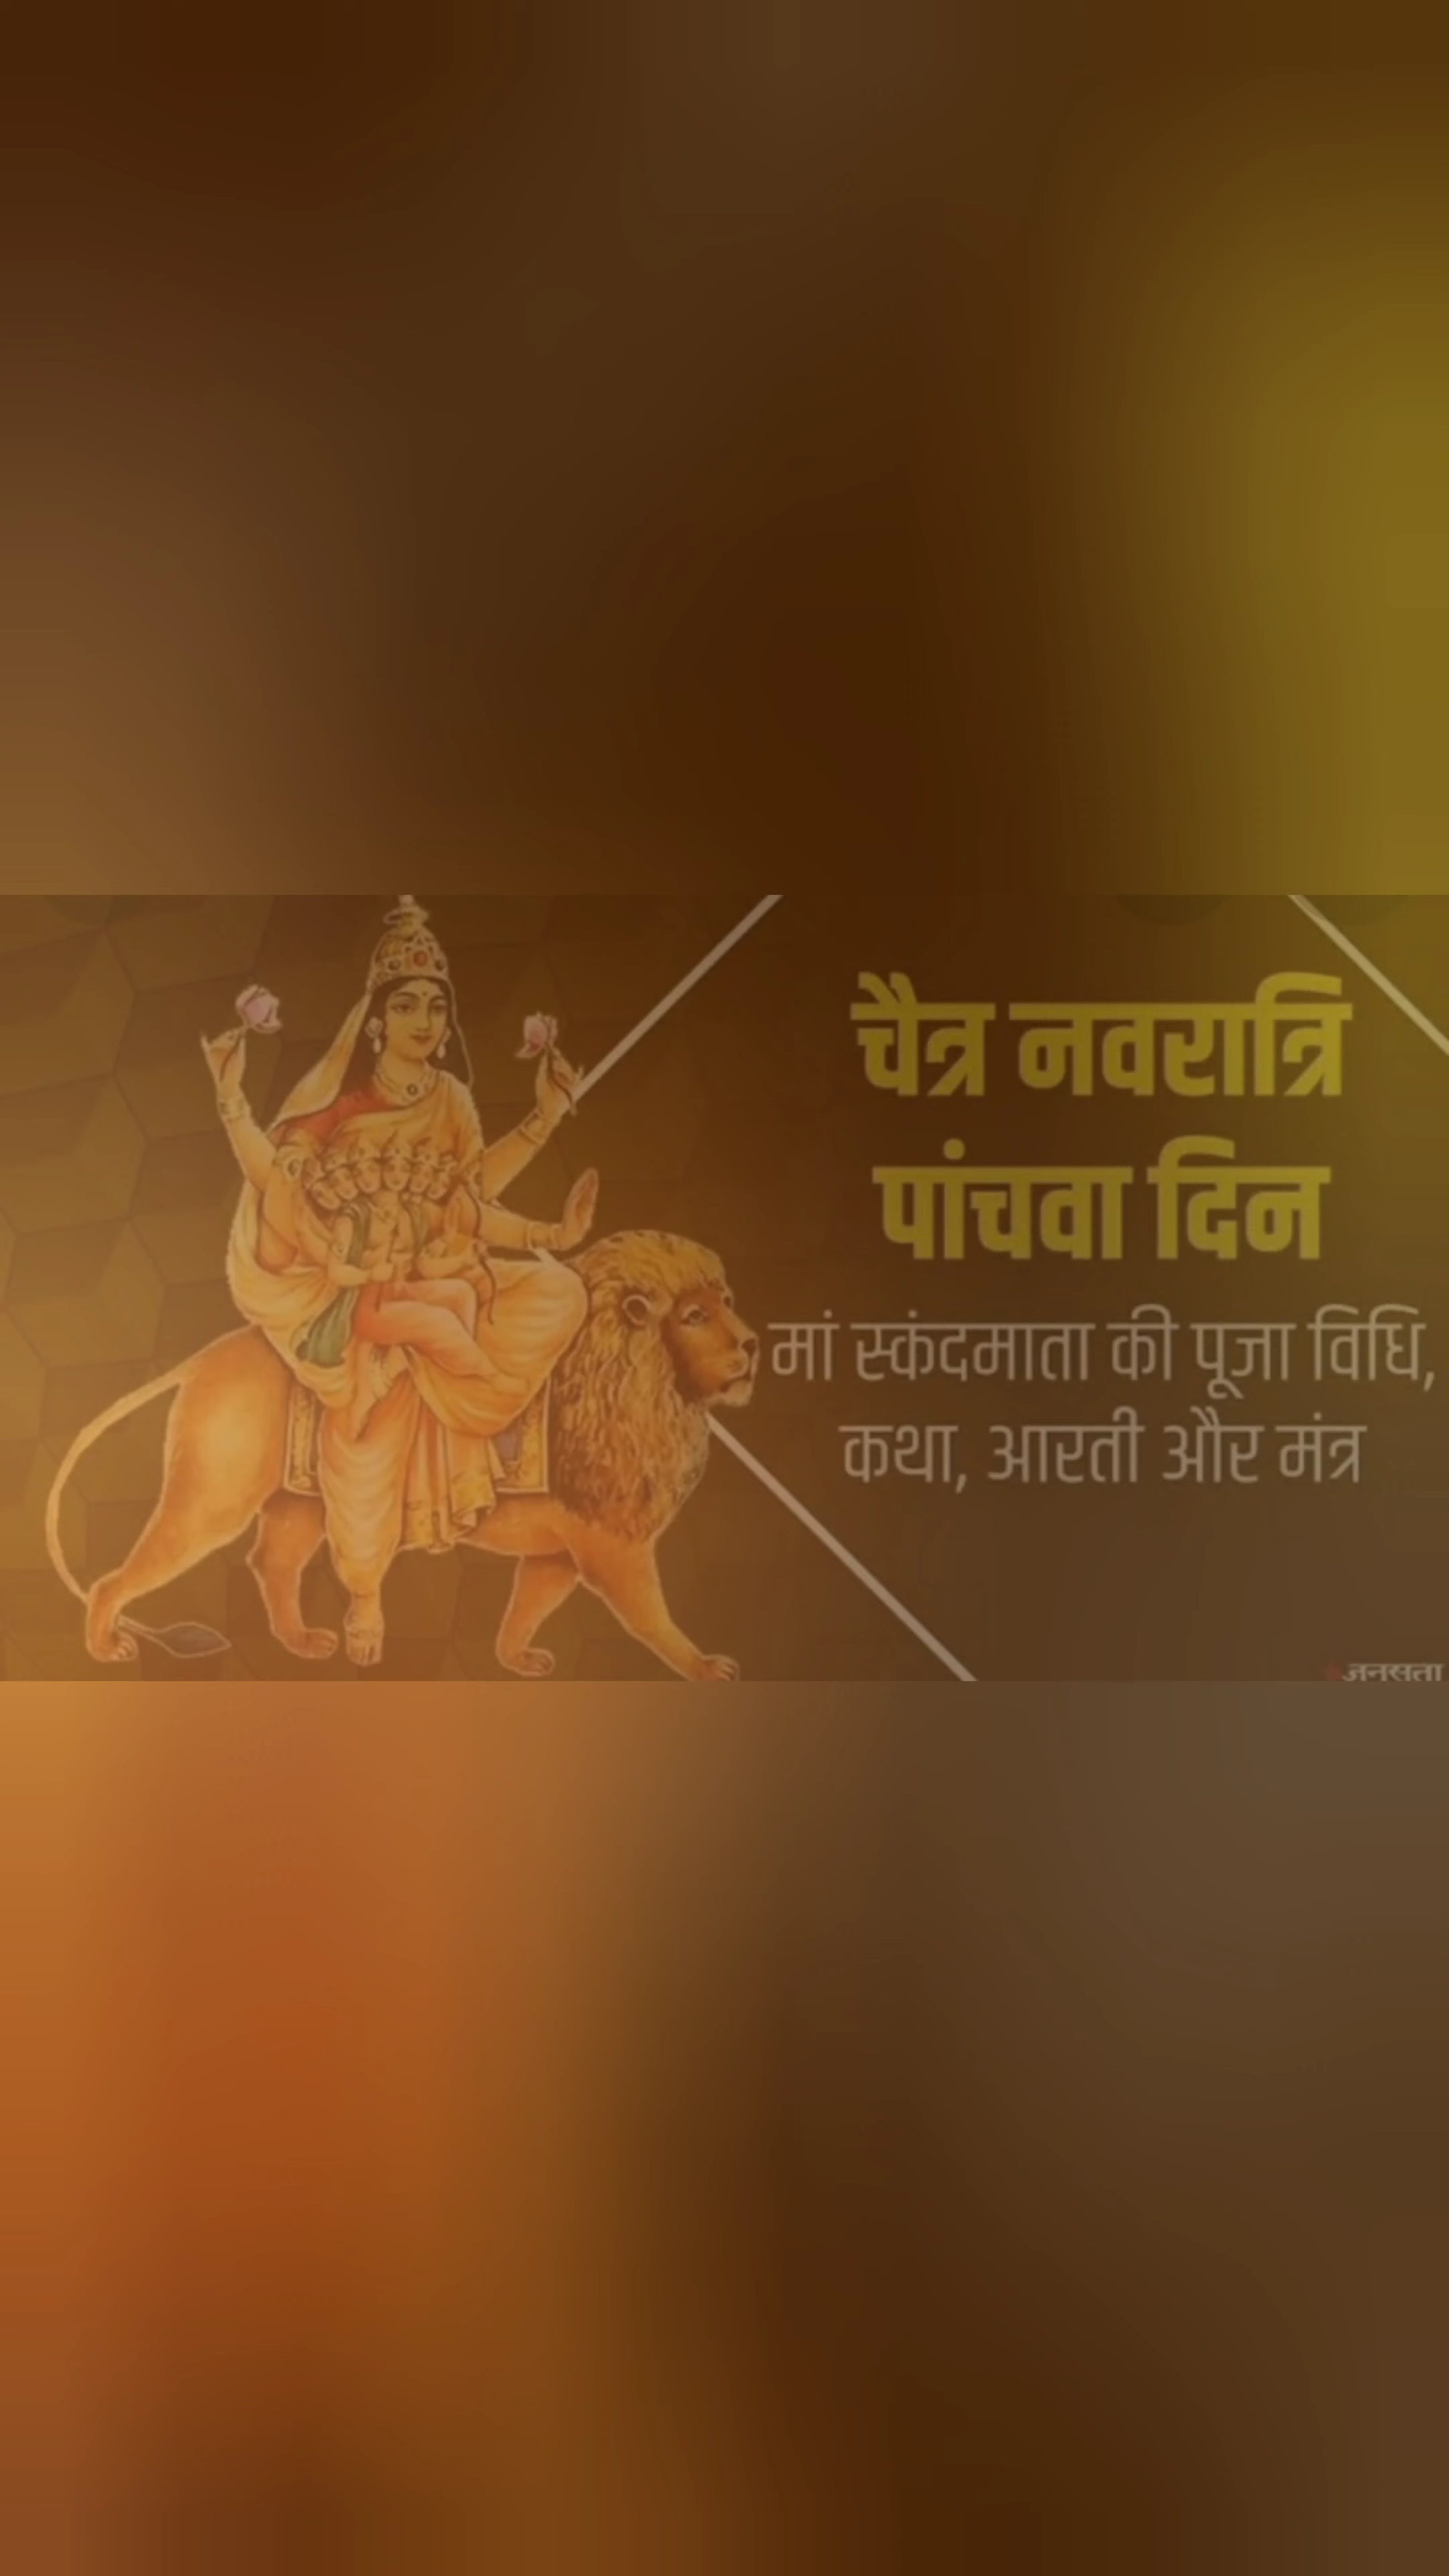 चैत्र नवरात्रि
पांचवा दिन
मां स्कंदमाता की पूजा विधि,
कथा, आरती और मंत्र
जनसत्ता